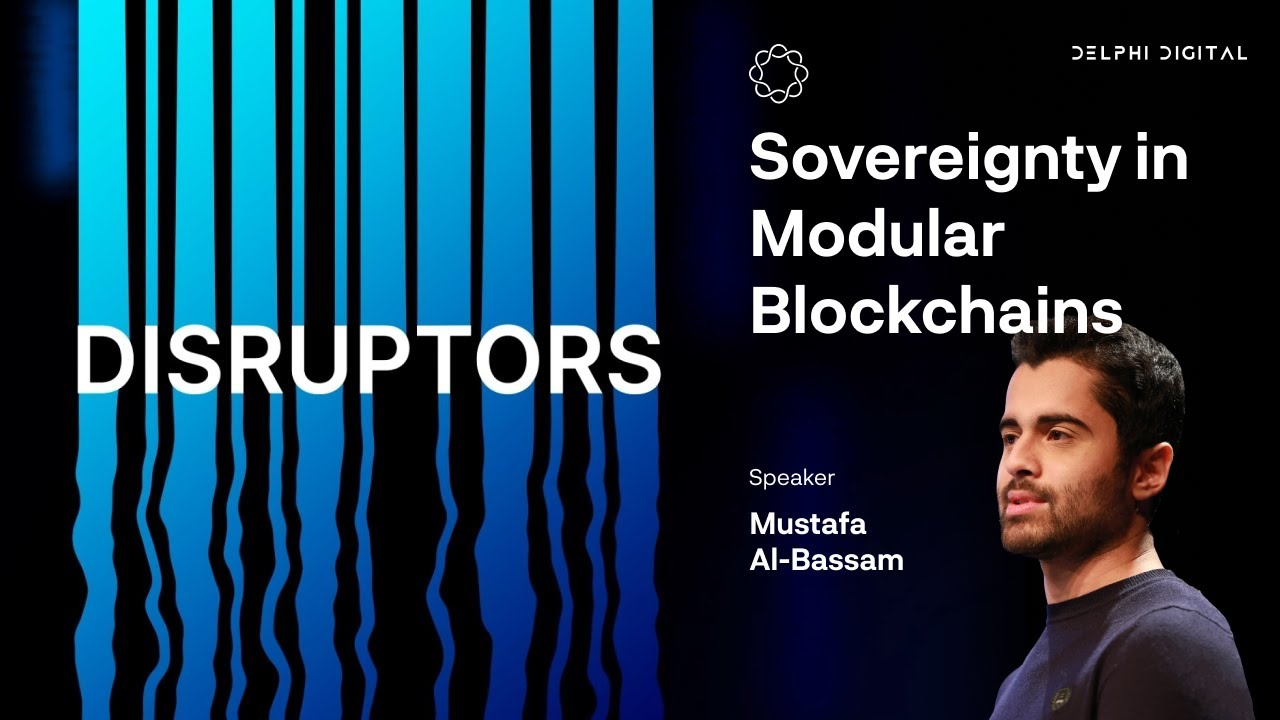 DISRUPTORS
DELPHI DIGITAL
Sovereignty in
Modular
Blockchains
Speaker
Mustafa
Al-Bassam